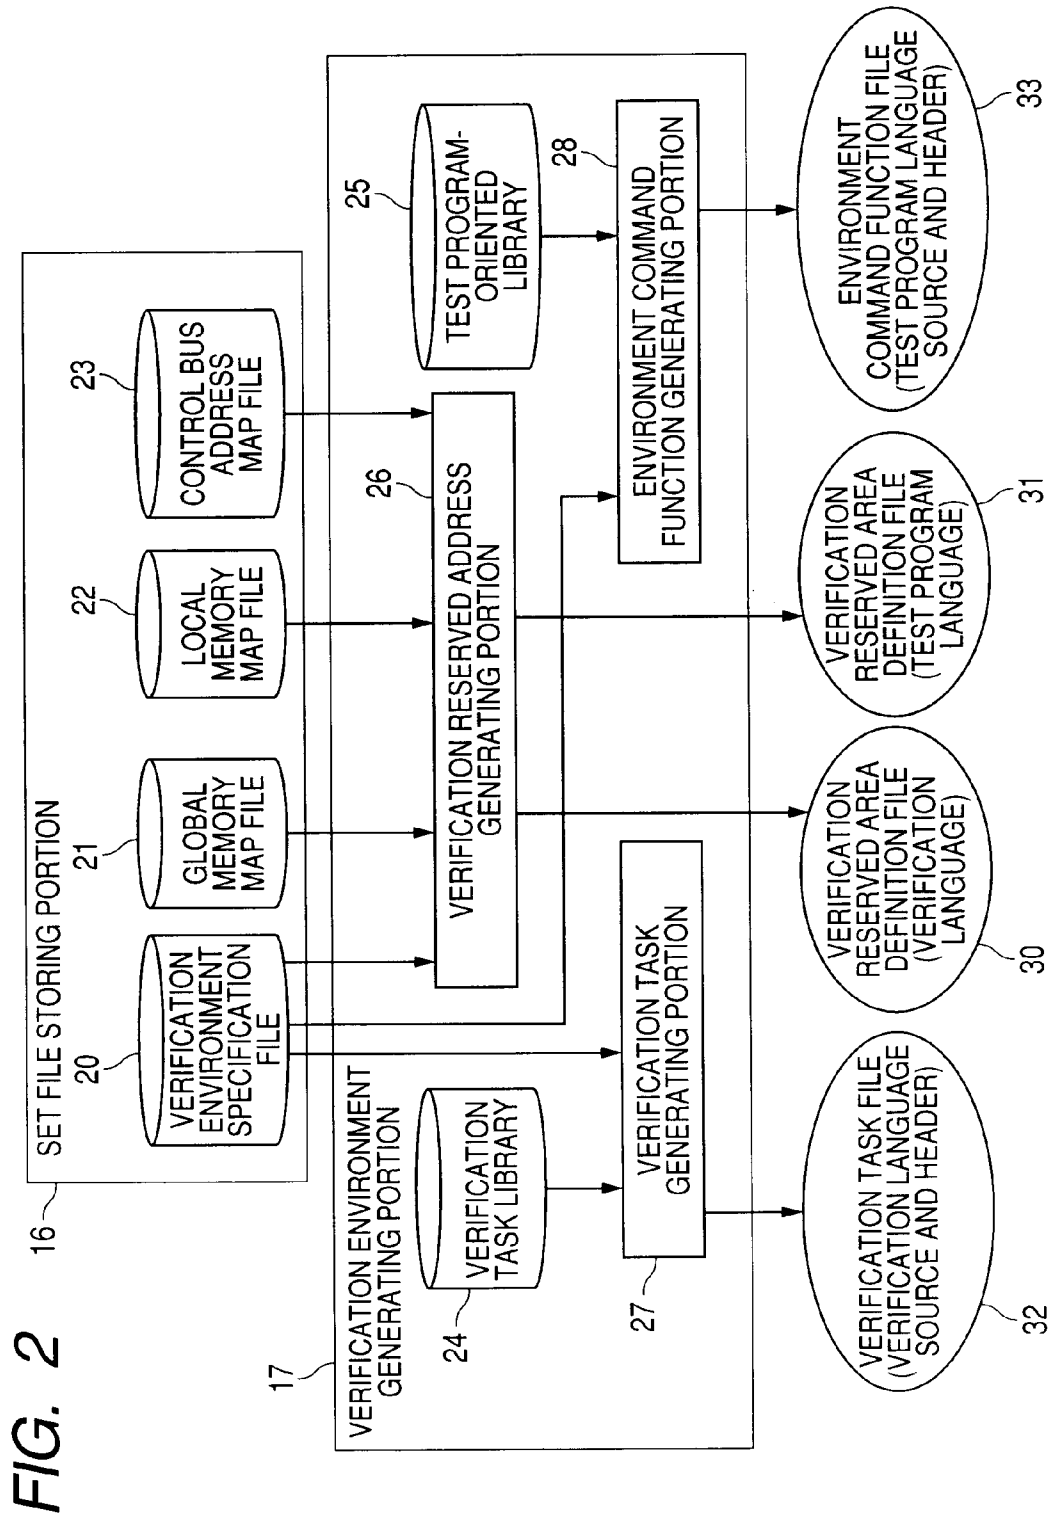 FIG. 2
16
SET FILE STORING PORTION
20
VERIFICATION
ENVIRONMENT
SPECIFICATION
FILE
21
GLOBAL
MEMORY
MAP FILE
22
LOCAL
MEMORY
MAP FILE
23
CONTROL BUS
ADDRESS
MAP FILE
17
VERIFICATION ENVIRONMENT
GENERATING PORTION
24
VERIFICATION
TASK LIBRARY
26
VERIFICATION RESERVED ADDRESS
GENERATING PORTION
25
TEST PROGRAM-
ORIENTED
LIBRARY
27
VERIFICATION TASK
GENERATING PORTION
28
ENVIRONMENT COMMAND
FUNCTION GENERATING PORTION
VERIFICATION TASK FILE
(VERIFICATION LANGUAGE
SOURCE AND HEADER)
32
VERIFICATION
RESERVED AREA
DEFINITION FILE
(VERIFICATION
LANGUAGE)
30
VERIFICATION
RESERVED AREA
DEFINITION FILE
(TEST PROGRAM
LANGUAGE)
31
ENVIRONMENT
COMMAND FUNCTION FILE
(TEST PROGRAM LANGUAGE
SOURCE AND HEADER)
33